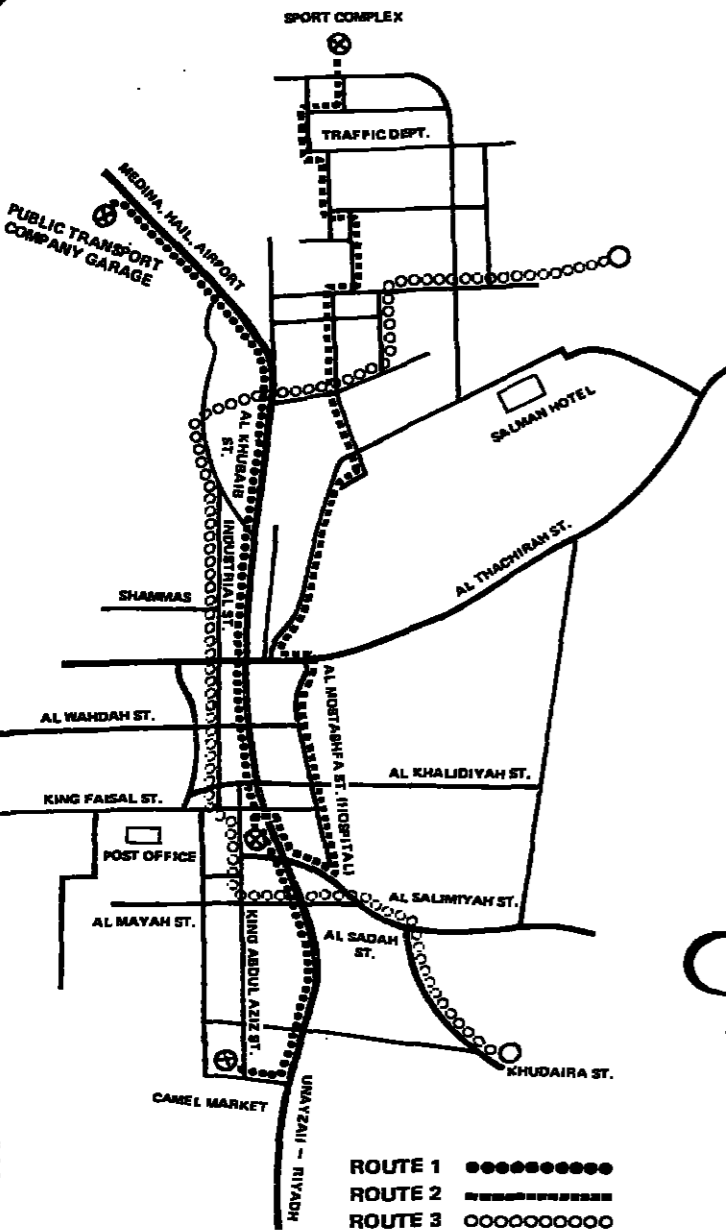 SPORT COMPLEX
TRAFFIC DEPT.
MEDINA, HAIL, AIRPORT
PUBLIC TRANSPORT
COMPANY GARAGE
SALMAN HOTEL
AL KHUBAIB
ST.
INDUSTRIAL ST.
AL THACHIRAH ST.
SHAMMAS
AL MOSTASHFA ST. (HOSPITAL)
AL WAHDAH ST.
AL KHALIDIYAH ST.
KING FAISAL ST.
POST OFFICE
AL SALIMIYAH ST.
AL MAYAH ST.
AL SADAH
ST.
KING ABDUL AZIZ ST.
KHUDAIRA ST.
CAMEL MARKET
UNAYZAH – RIYADH
ROUTE 1
ROUTE 2
ROUTE 3